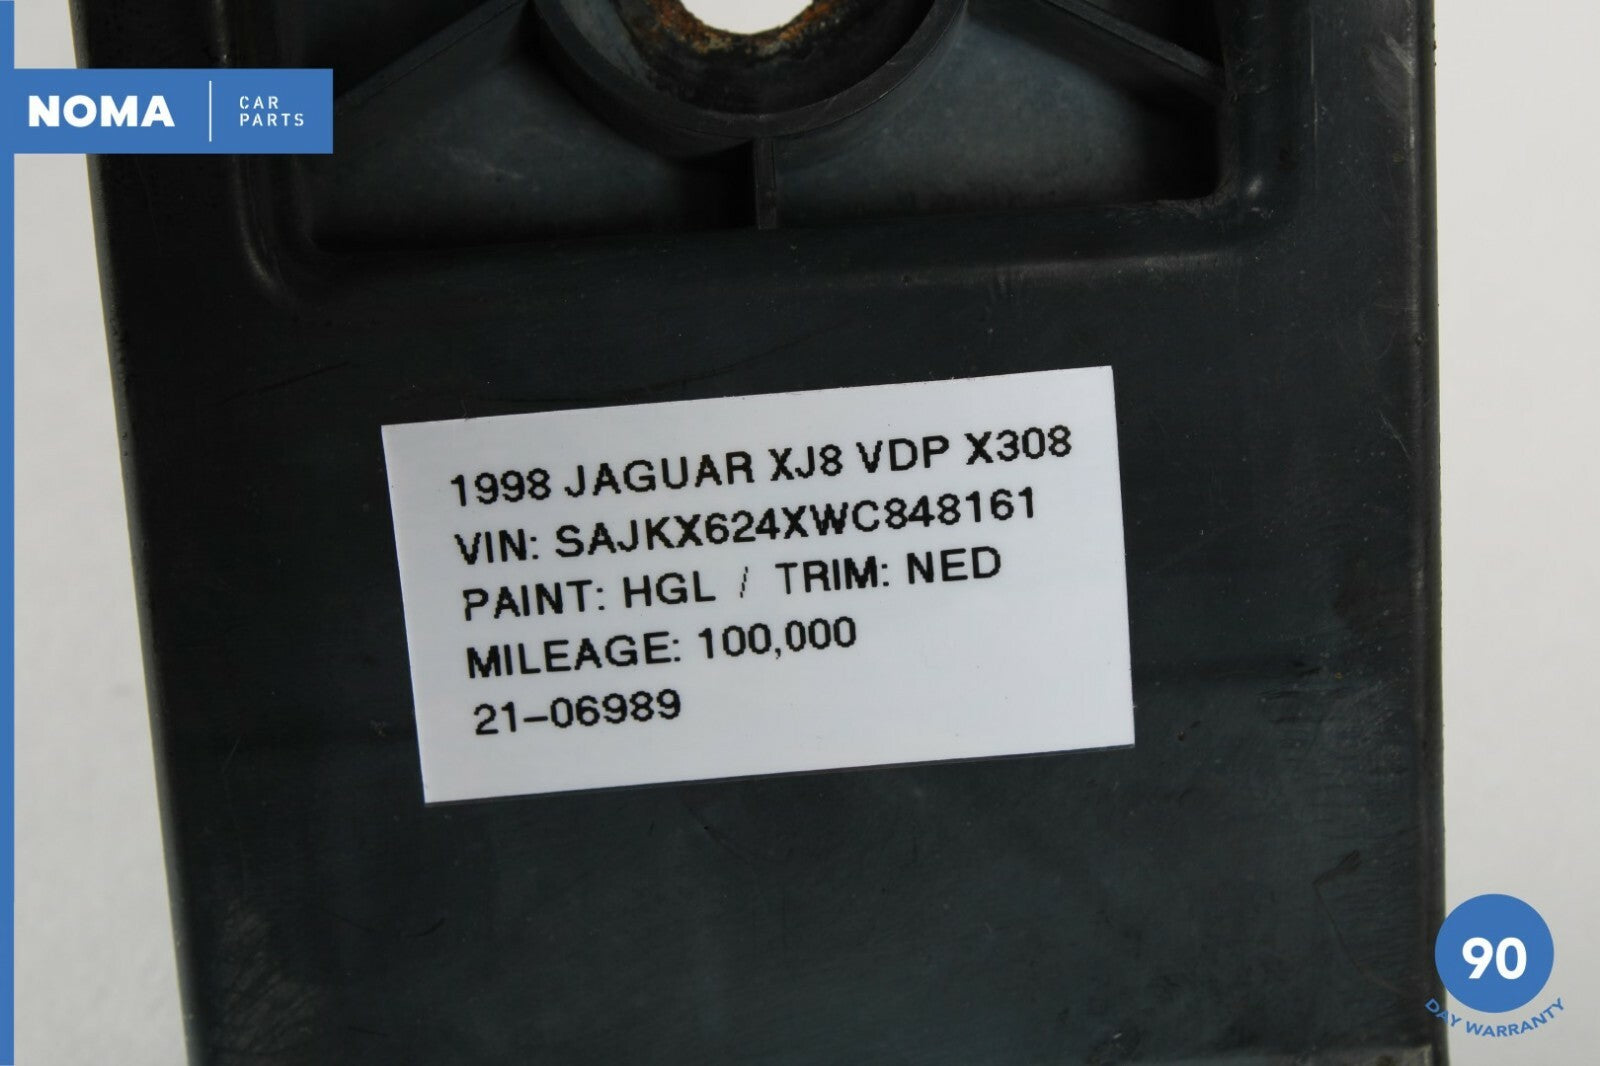 NOMA
CAR
PARTS
1998 JAGUAR XJ8 VDP X308
VIN: SAJKX624XWC848161
PAINT: HGL / TRIM: NED
MILEAGE: 100,000
21-06989
90
DAY WARRANTY